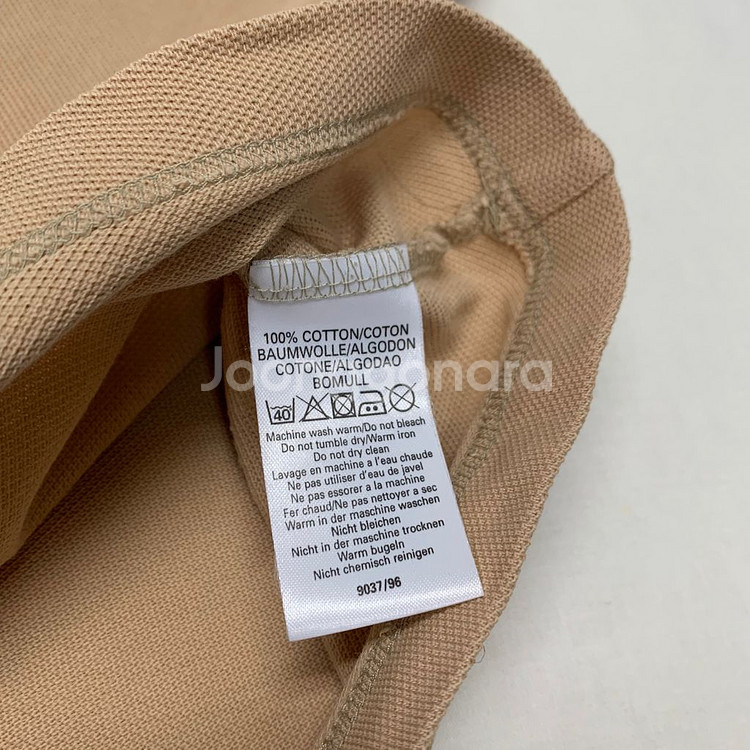 100% COTTON/COTON
BAUMWOLLE/ALGODON
COTONE/ALGODAO
BOMULL
40
Machine wash warm/Do not bleach
Do not tumble dry/Warm iron
Do not dry clean
Lavage en machine a l'eau chaude
Ne pas utiliser d'eau de javel
Ne pas essorer a la machine
Fer chaud/Ne pas nettoyer a sec
Warm in der maschine waschen
Nicht bleichen
Nicht in der maschine trocknen
Warm bugeln
Nicht chemisch reinigen
9037/96
Joonggonara